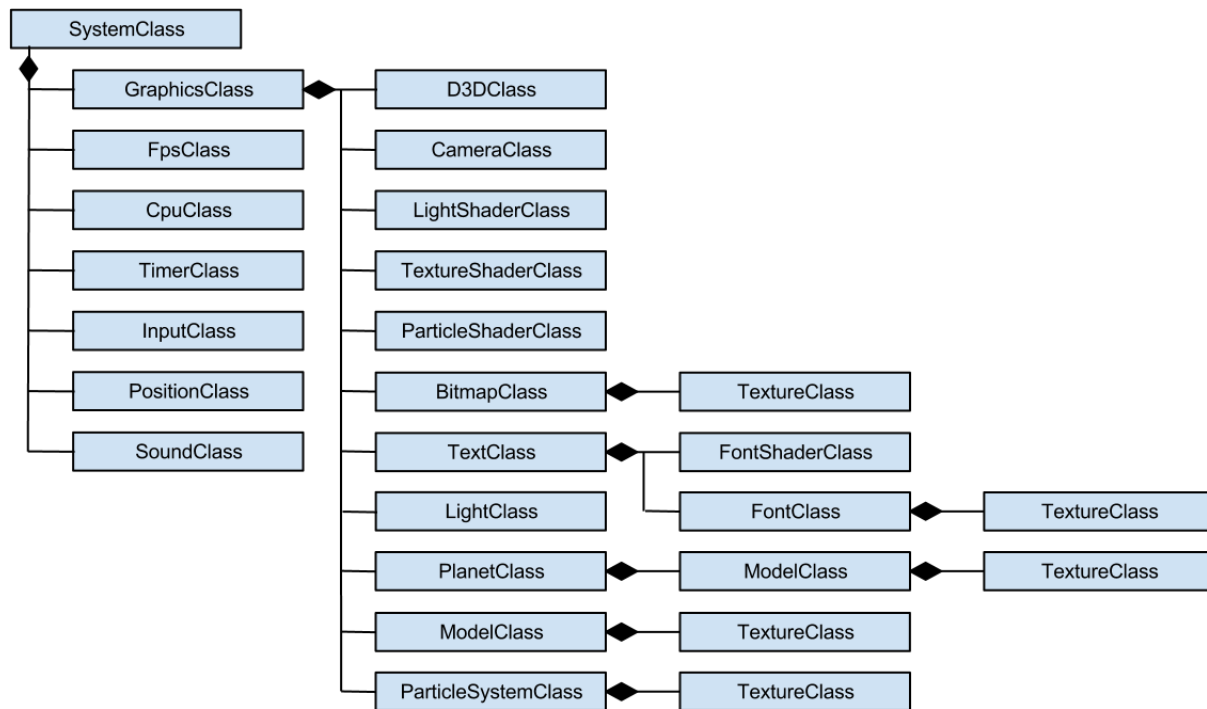 SystemClass
GraphicsClass D3DClass
FpsClass CameraClass
CpuClass LightShaderClass
TimerClass TextureShaderClass
InputClass ParticleShaderClass
PositionClass BitmapClass TextureClass
SoundClass TextClass FontShaderClass
LightClass FontClass TextureClass
PlanetClass ModelClass TextureClass
ModelClass TextureClass
ParticleSystemClass TextureClass